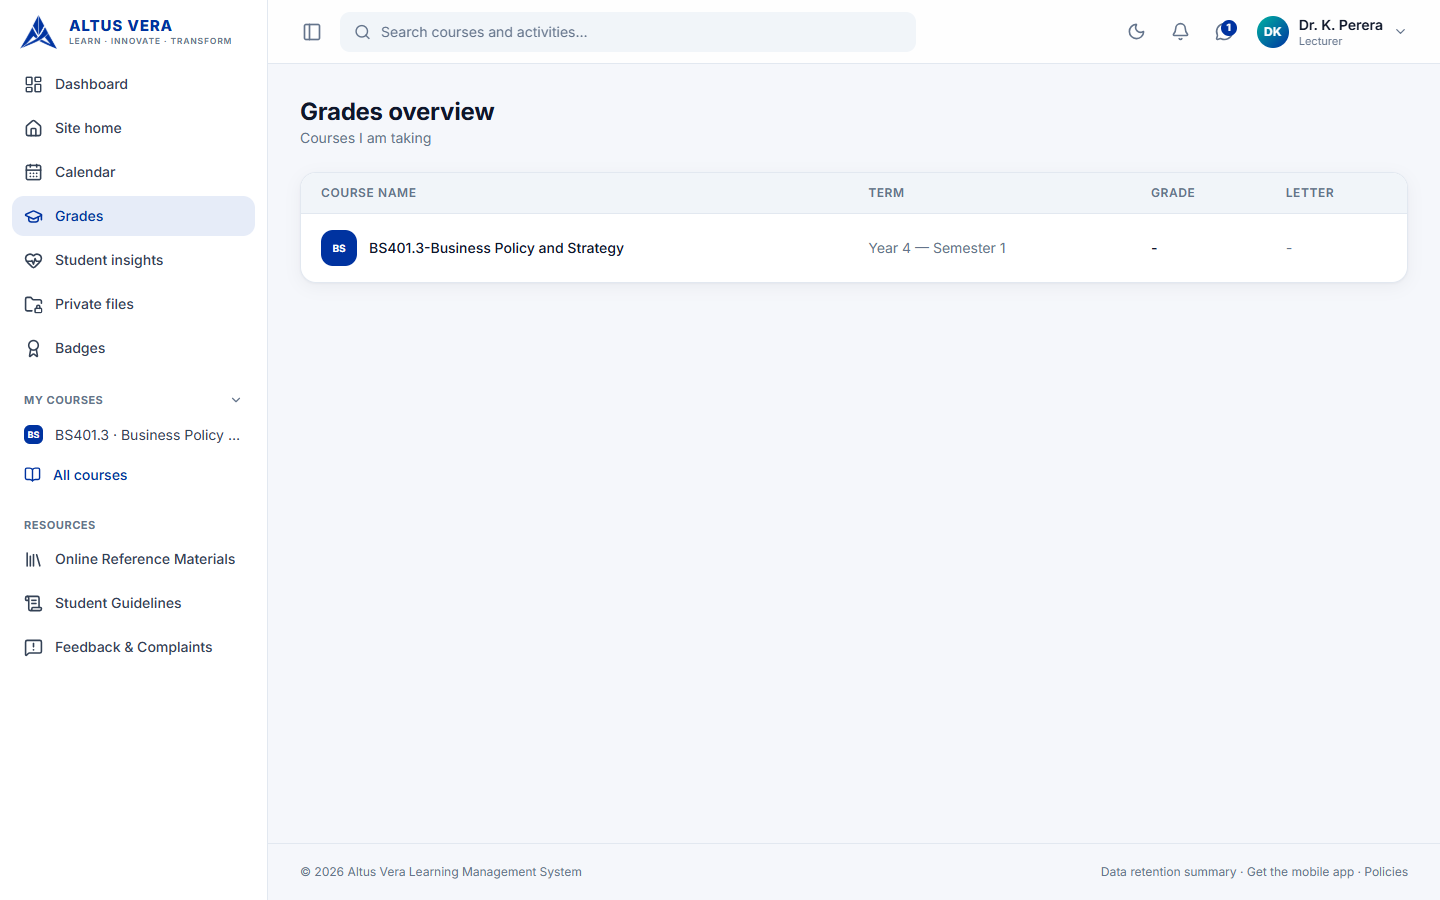 ALTUS VERA
LEARN · INNOVATE · TRANSFORM
Dashboard
Site home
Calendar
Grades
Student insights
Private files
Badges
MY COURSES
BS BS401.3 · Business Policy ...
All courses
RESOURCES
Online Reference Materials
Student Guidelines
Feedback & Complaints
Search courses and activities...
1
DK
Dr. K. Perera
Lecturer
Grades overview
Courses I am taking
COURSE NAME TERM GRADE LETTER
BS BS401.3-Business Policy and Strategy Year 4 — Semester 1 - -
© 2026 Altus Vera Learning Management System
Data retention summary · Get the mobile app · Policies